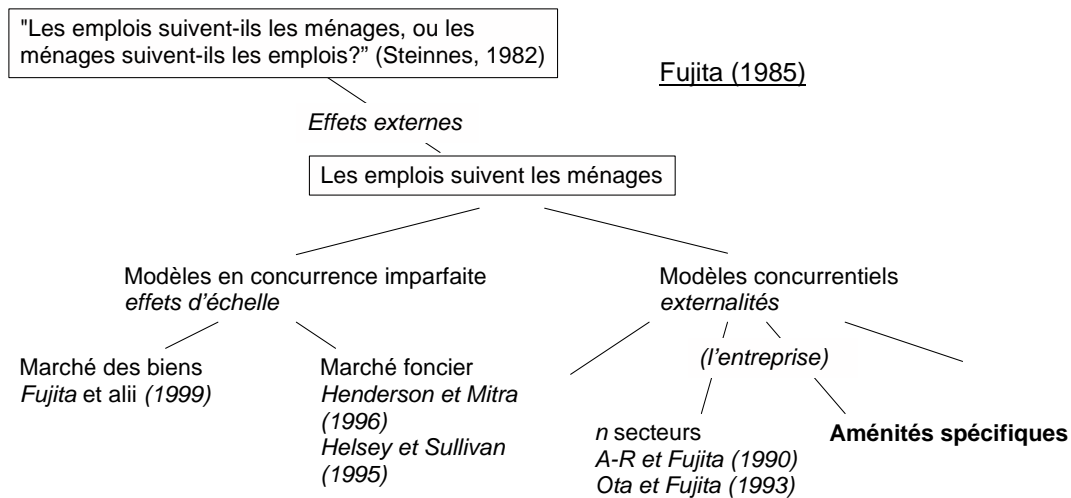 "Les emplois suivent-ils les ménages, ou les
ménages suivent-ils les emplois?” (Steinnes, 1982)
Fujita (1985)
Effets externes
Les emplois suivent les ménages
Modèles en concurrence imparfaite
effets d’échelle
Modèles concurrentiels
externalités
Marché des biens
Fujita et alii (1999)
Marché foncier
Henderson et Mitra
(1996)
Helsey et Sullivan
(1995)
(l’entreprise)
n secteurs
A-R et Fujita (1990)
Ota et Fujita (1993)
Aménités spécifiques